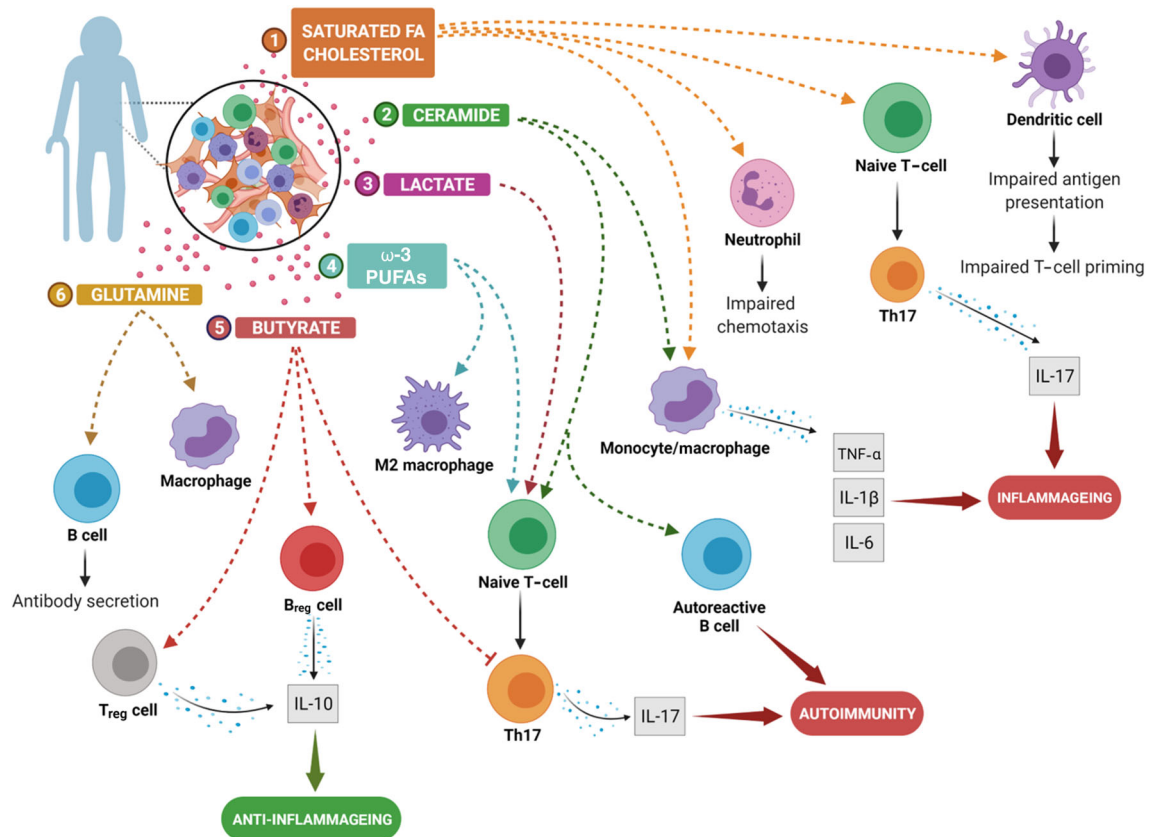 1
SATURATED FA
CHOLESTEROL
2
CERAMIDE
3
LACTATE
4
ω-3
PUFAs
6
GLUTAMINE
5
BUTYRATE
Dendritic cell
Impaired antigen
presentation
Impaired T-cell priming
Naive T-cell
Th17
IL-17
Neutrophil
Impaired
chemotaxis
Monocyte/macrophage
TNF-α
IL-1β
IL-6
INFLAMMAGEING
Macrophage
M2 macrophage
B cell
Antibody secretion
Breg cell
Treg cell
IL-10
ANTI-INFLAMMAGEING
Naive T-cell
Th17
IL-17
Autoreactive
B cell
AUTOIMMUNITY